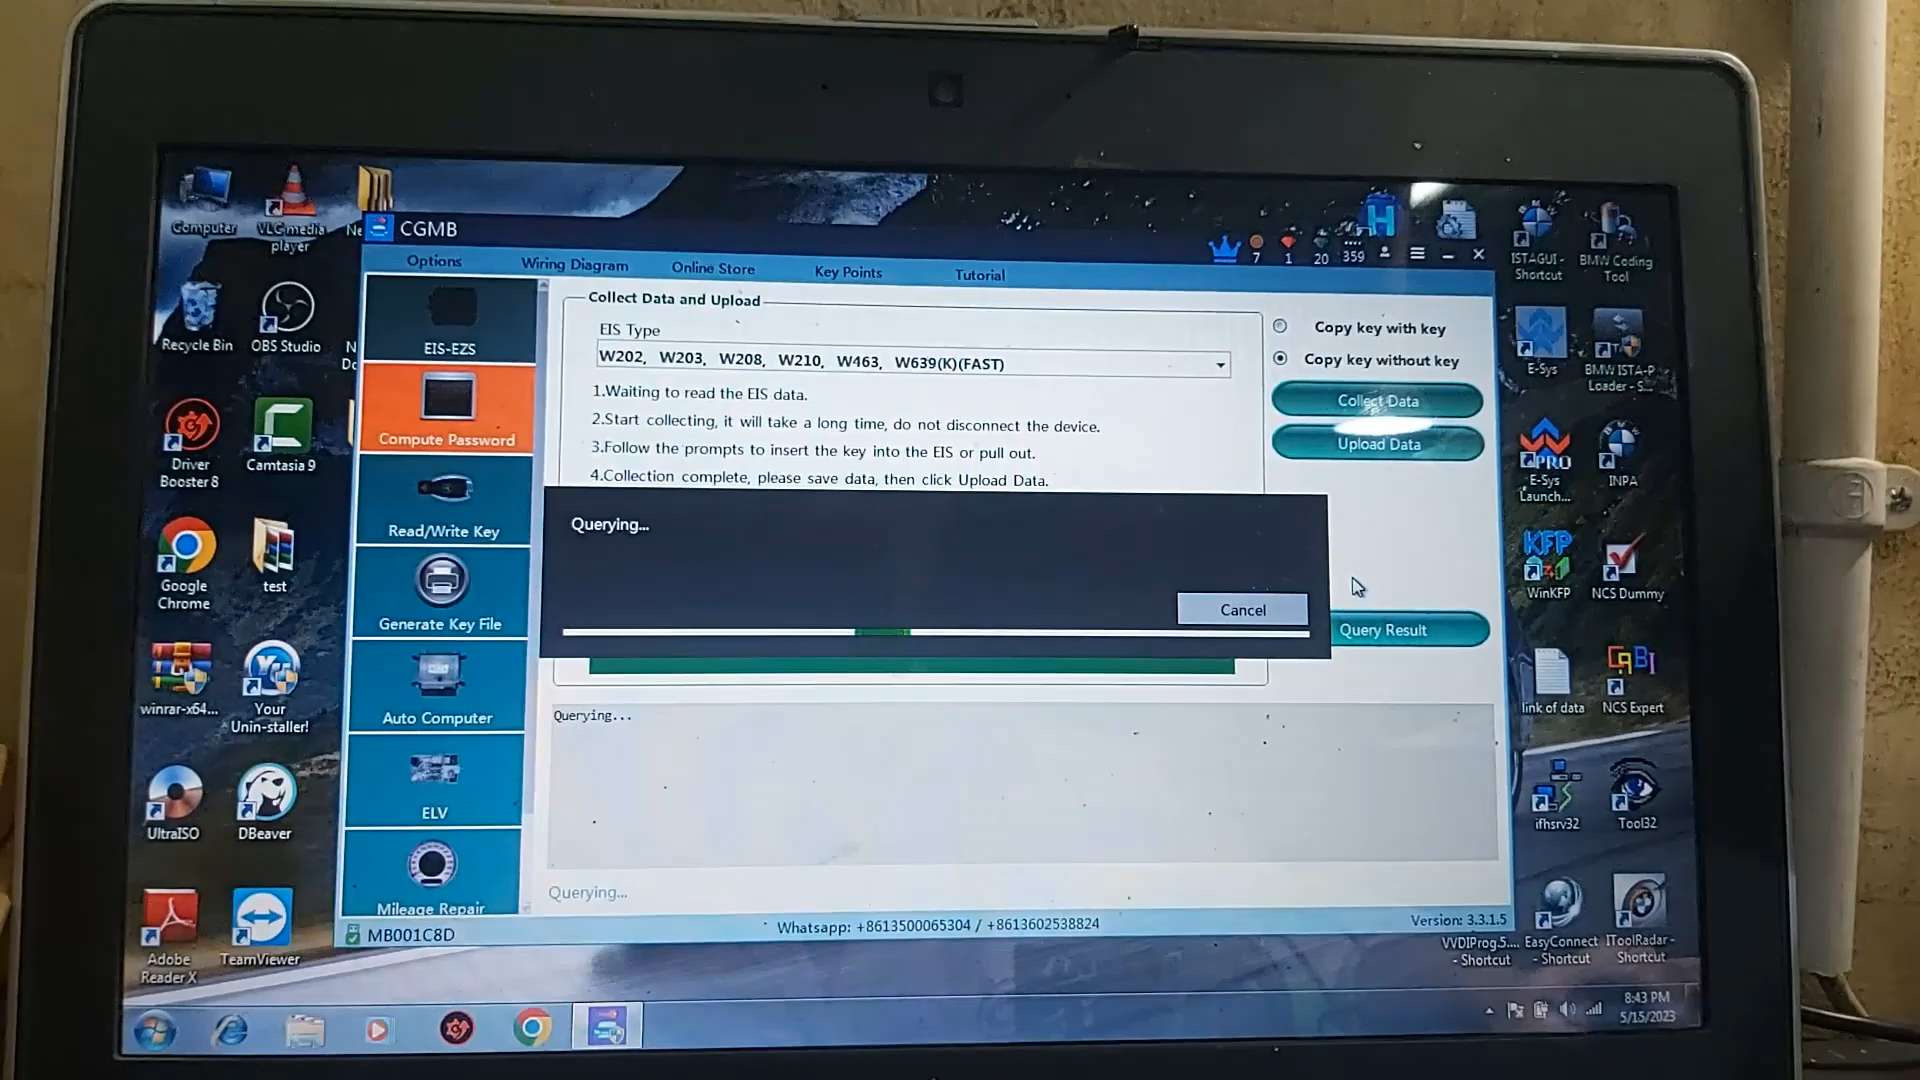 Computer
VLC media
player
Ne
CGMB
7
1
20
359
ISTAGUI -
Shortcut
BMW Coding
Tool
Options
Wiring Diagram
Online Store
Key Points
Tutorial
Collect Data and Upload
EIS Type
W202, W203, W208, W210, W463, W639(K)(FAST)
Copy key with key
Copy key without key
1.Waiting to read the EIS data.
2.Start collecting, it will take a long time, do not disconnect the device.
3.Follow the prompts to insert the key into the EIS or pull out.
4.Collection complete, please save data, then click Upload Data.
Collect Data
Upload Data
Query Result
Querying...
Cancel
Querying...
Querying...
EIS-EZS
Compute Password
Read/Write Key
Generate Key File
Auto Computer
ELV
Mileage Repair
MB001C8D
Whatsapp: +8613500065304 / +8613602538824
Version: 3.3.1.5
Recycle Bin
OBS Studio
N
Do
Driver
Booster 8
Camtasia 9
Google
Chrome
test
winrar-x64...
Your
Unin-staller!
UltraISO
DBeaver
Adobe
Reader X
TeamViewer
E-Sys
BMW ISTA-P
Loader - S...
PRO
E-Sys
Launch...
INPA
KFP
WinKFP
NCS Dummy
link of data
NCS Expert
ifhsrv32
Tool32
VVDIProg5....
- Shortcut
EasyConnect
- Shortcut
IToolRadar -
Shortcut
8:43 PM
5/15/2023